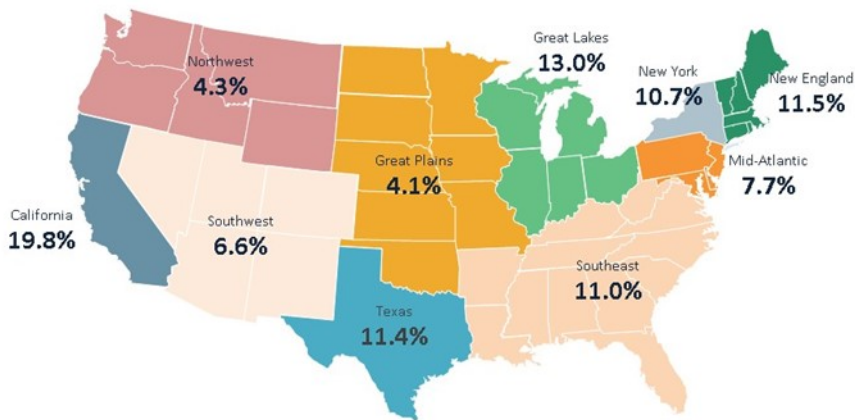 Great Lakes
13.0%
Northwest
4.3%
New York
10.7%
New England
11.5%
Great Plains
4.1%
Mid-Atlantic
7.7%
California
19.8%
Southwest
6.6%
Southeast
11.0%
Texas
11.4%